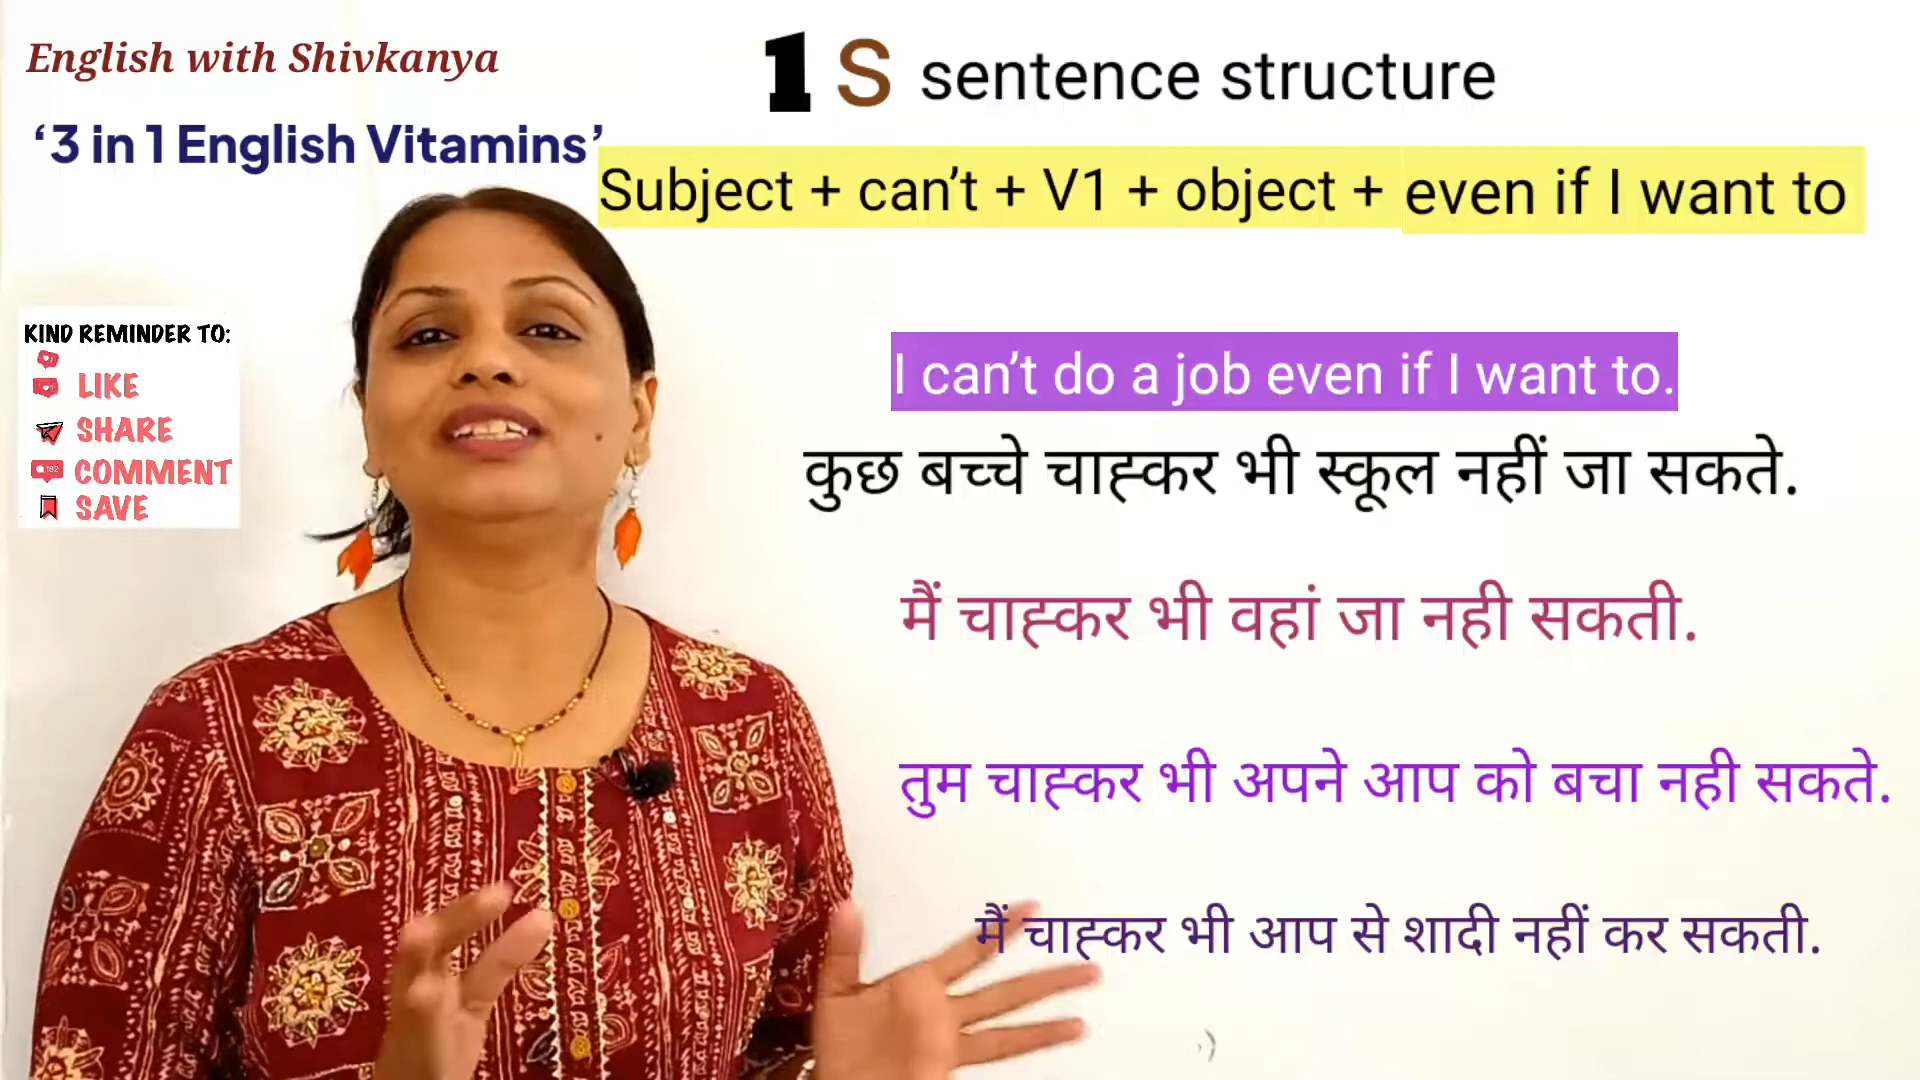 English with Shivkanya
‘3 in 1 English Vitamins’
1 S sentence structure
Subject + can’t + V1 + object + even if I want to
KIND REMINDER TO:
LIKE
SHARE
COMMENT
SAVE
I can’t do a job even if I want to.
कुछ बच्चे चाह्कर भी स्कूल नहीं जा सकते.
मैं चाह्कर भी वहां जा नही सकती.
तुम चाह्कर भी अपने आप को बचा नही सकते.
मैं चाह्कर भी आप से शादी नहीं कर सकती.